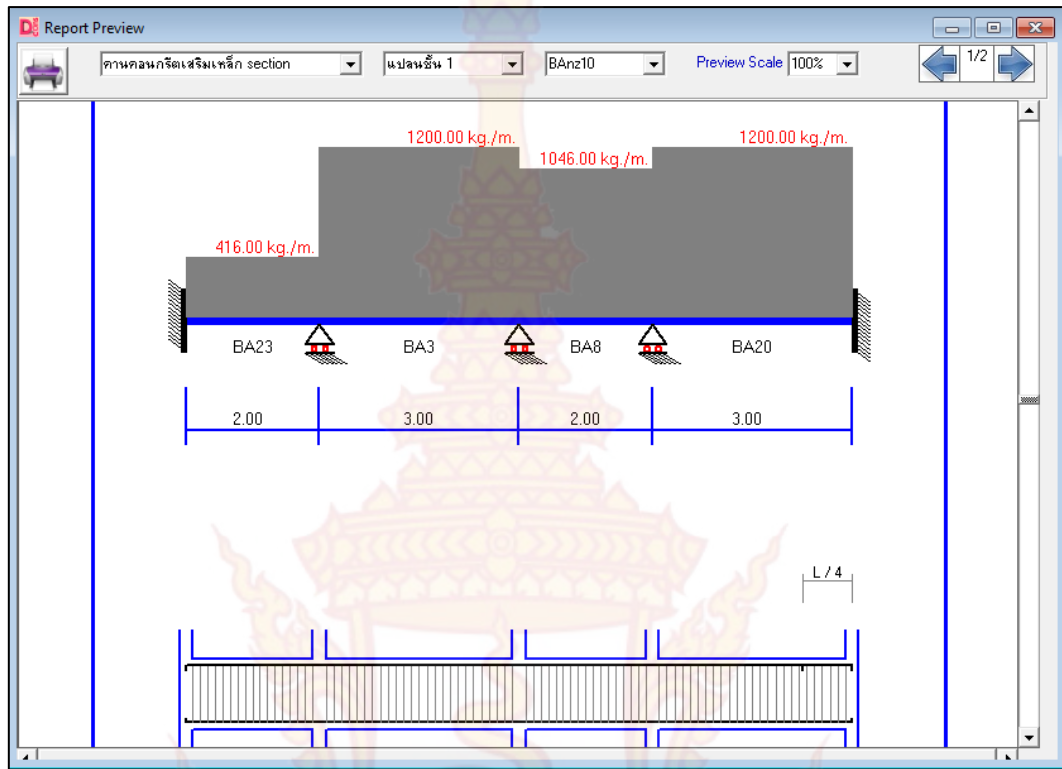 Report Preview
คานคอนกรีตเสริมเหล็ก section
แปลนชั้น 1
BAnz10
Preview Scale
100%
1/2
1200.00 kg./m.
1200.00 kg./m.
1046.00 kg./m.
416.00 kg./m.
BA23
BA3
BA8
BA20
2.00
3.00
2.00
3.00
L / 4